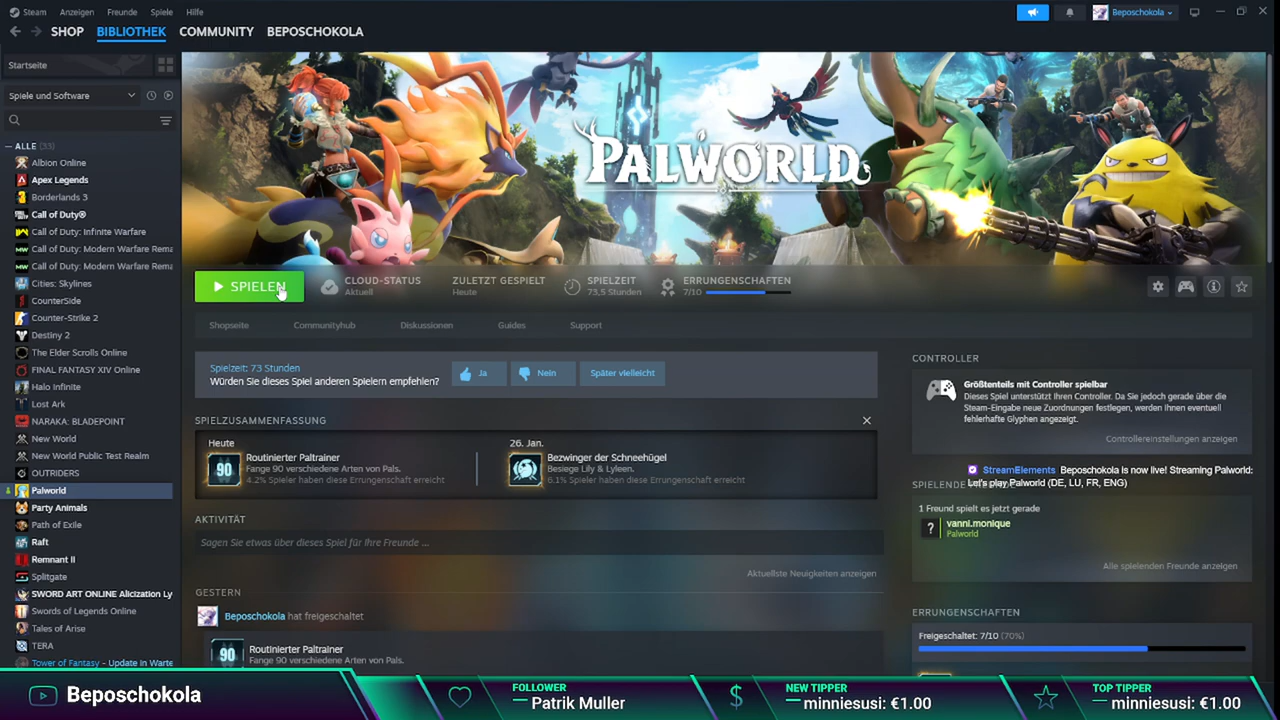 Steam Anzeigen Freunde Spiele Hilfe
Beposchokola
SHOP BIBLIOTHEK COMMUNITY BEPOSCHOKOLA
Startseite
Spiele und Software
ALLE (33)
Albion Online
Apex Legends
Borderlands 3
Call of Duty®
Call of Duty: Infinite Warfare
Call of Duty: Modern Warfare Rema
Call of Duty: Modern Warfare Rema
Cities: Skylines
CounterSide
Counter-Strike 2
Destiny 2
The Elder Scrolls Online
FINAL FANTASY XIV Online
Halo Infinite
Lost Ark
NARAKA: BLADEPOINT
New World
New World Public Test Realm
OUTRIDERS
Palworld
Party Animals
Path of Exile
Raft
Remnant II
Splitgate
SWORD ART ONLINE Alicization Ly
Swords of Legends Online
Tales of Arise
TERA
Tower of Fantasy - Update in Warte
PALWORLD
SPIELEN
CLOUD-STATUS
Aktuell
ZULETZT GESPIELT
Heute
SPIELZEIT
73,5 Stunden
ERRUNGENSCHAFTEN
7/10
Shopseite Communityhub Diskussionen Guides Support
Spielzeit: 73 Stunden
Würden Sie dieses Spiel anderen Spielern empfehlen?
Ja Nein Später vielleicht
SPIELZUSAMMENFASSUNG
Heute
90
Routinierter Paltrainer
Fange 90 verschiedene Arten von Pals.
4.2% Spieler haben diese Errungenschaft erreicht
26. Jan.
Bezwinger der Schneehügel
Besiege Lily & Lyleen.
6.1% Spieler haben diese Errungenschaft erreicht
AKTIVITÄT
Sagen Sie etwas über dieses Spiel für Ihre Freunde ...
Aktuellste Neuigkeiten anzeigen
GESTERN
Beposchokola hat freigeschaltet
90
Routinierter Paltrainer
Fange 90 verschiedene Arten von Pals.
CONTROLLER
Größtenteils mit Controller spielbar
Dieses Spiel unterstützt Ihren Controller. Da Sie jedoch gerade über die
Steam-Eingabe neue Zuordnungen festlegen, werden Ihnen eventuell
fehlerhafte Glyphen angezeigt.
Controllereinstellungen anzeigen
StreamElements Beposchokola is now live! Streaming Palworld:
Let's play Palworld (DE, LU, FR, ENG)
SPIELENDE
1 Freund spielt es jetzt gerade
?
vanni.monique
Palworld
Alle spielenden Freunde anzeigen
ERRUNGENSCHAFTEN
Freigeschaltet: 7/10 (70%)
Beposchokola
FOLLOWER
Patrik Muller
$
NEW TIPPER
minniesusi: €1.00
TOP TIPPER
minniesusi: €1.00